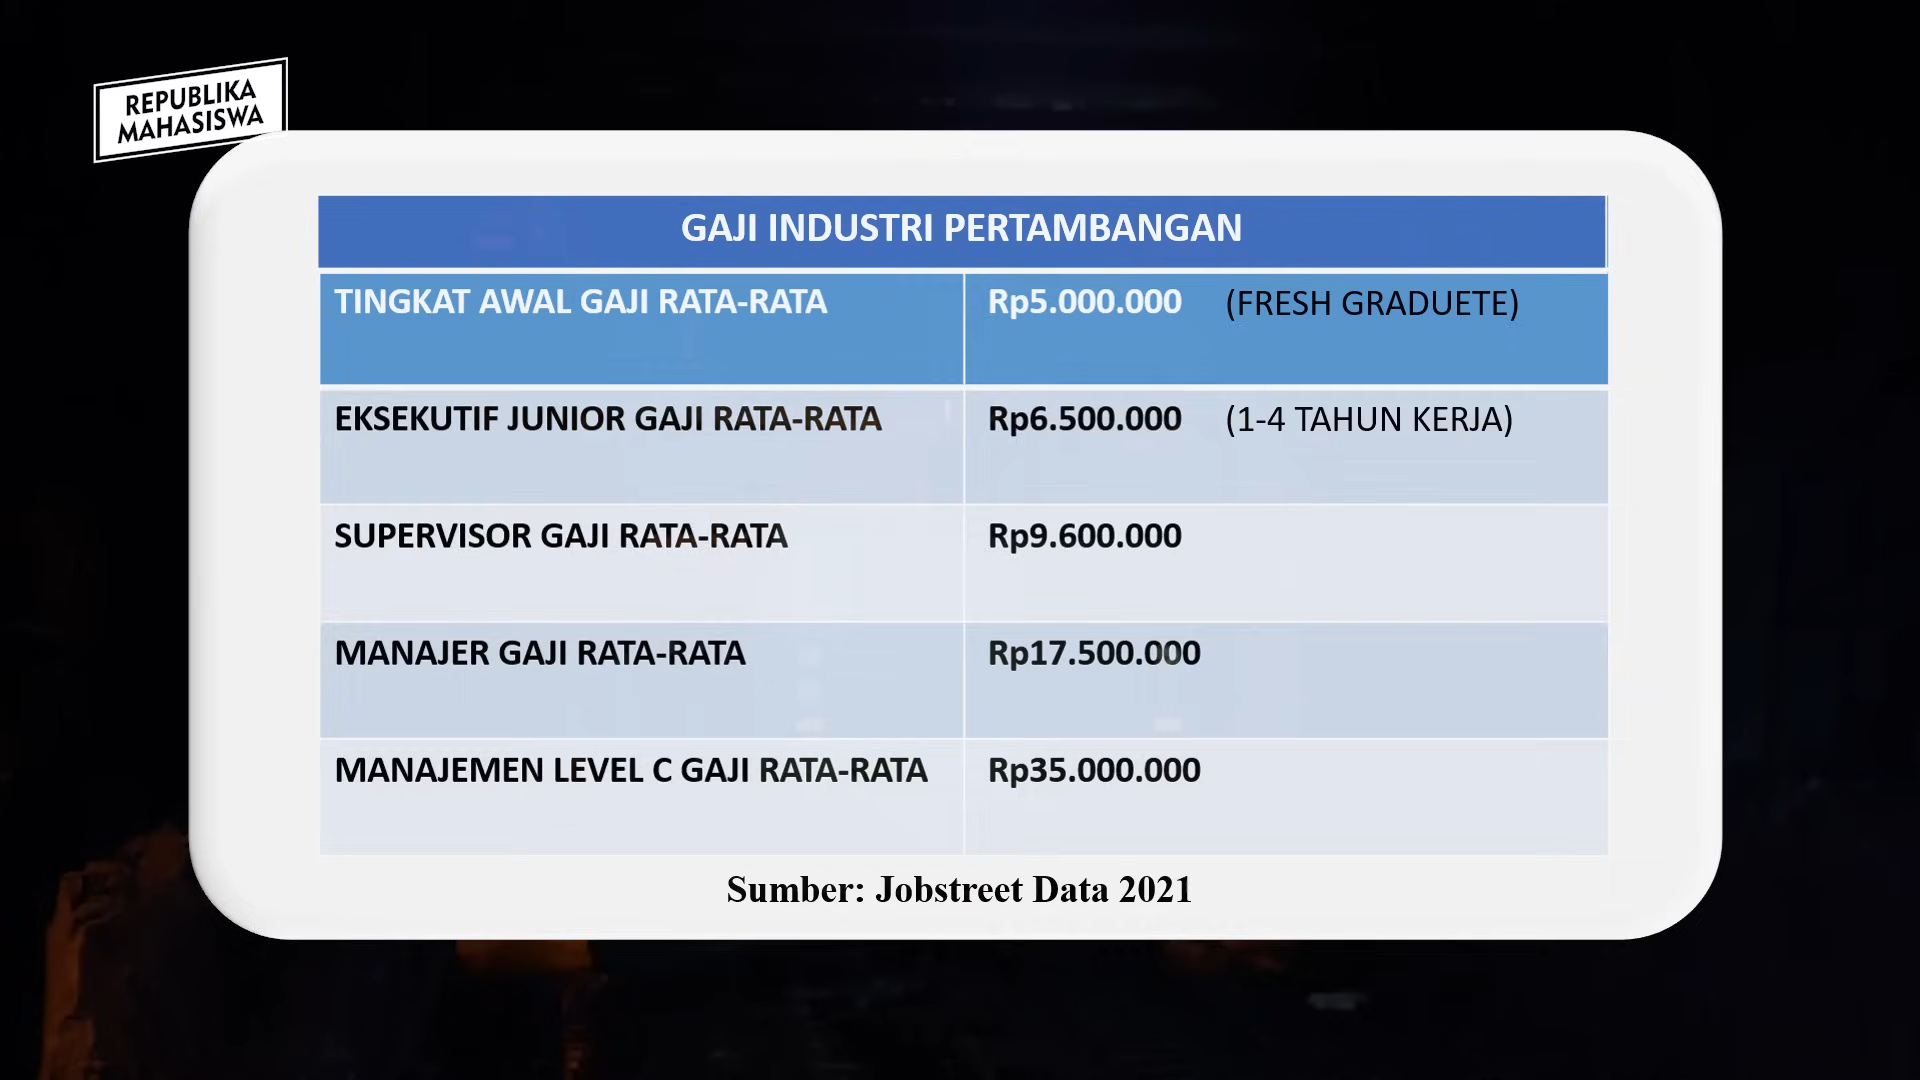 REPUBLIKA
MAHASISWA
GAJI INDUSTRI PERTAMBANGAN
TINGKAT AWAL GAJI RATA-RATA Rp5.000.000 (FRESH GRADUETE)
EKSEKUTIF JUNIOR GAJI RATA-RATA Rp6.500.000 (1-4 TAHUN KERJA)
SUPERVISOR GAJI RATA-RATA Rp9.600.000
MANAJER GAJI RATA-RATA Rp17.500.000
MANAJEMEN LEVEL C GAJI RATA-RATA Rp35.000.000
Sumber: Jobstreet Data 2021